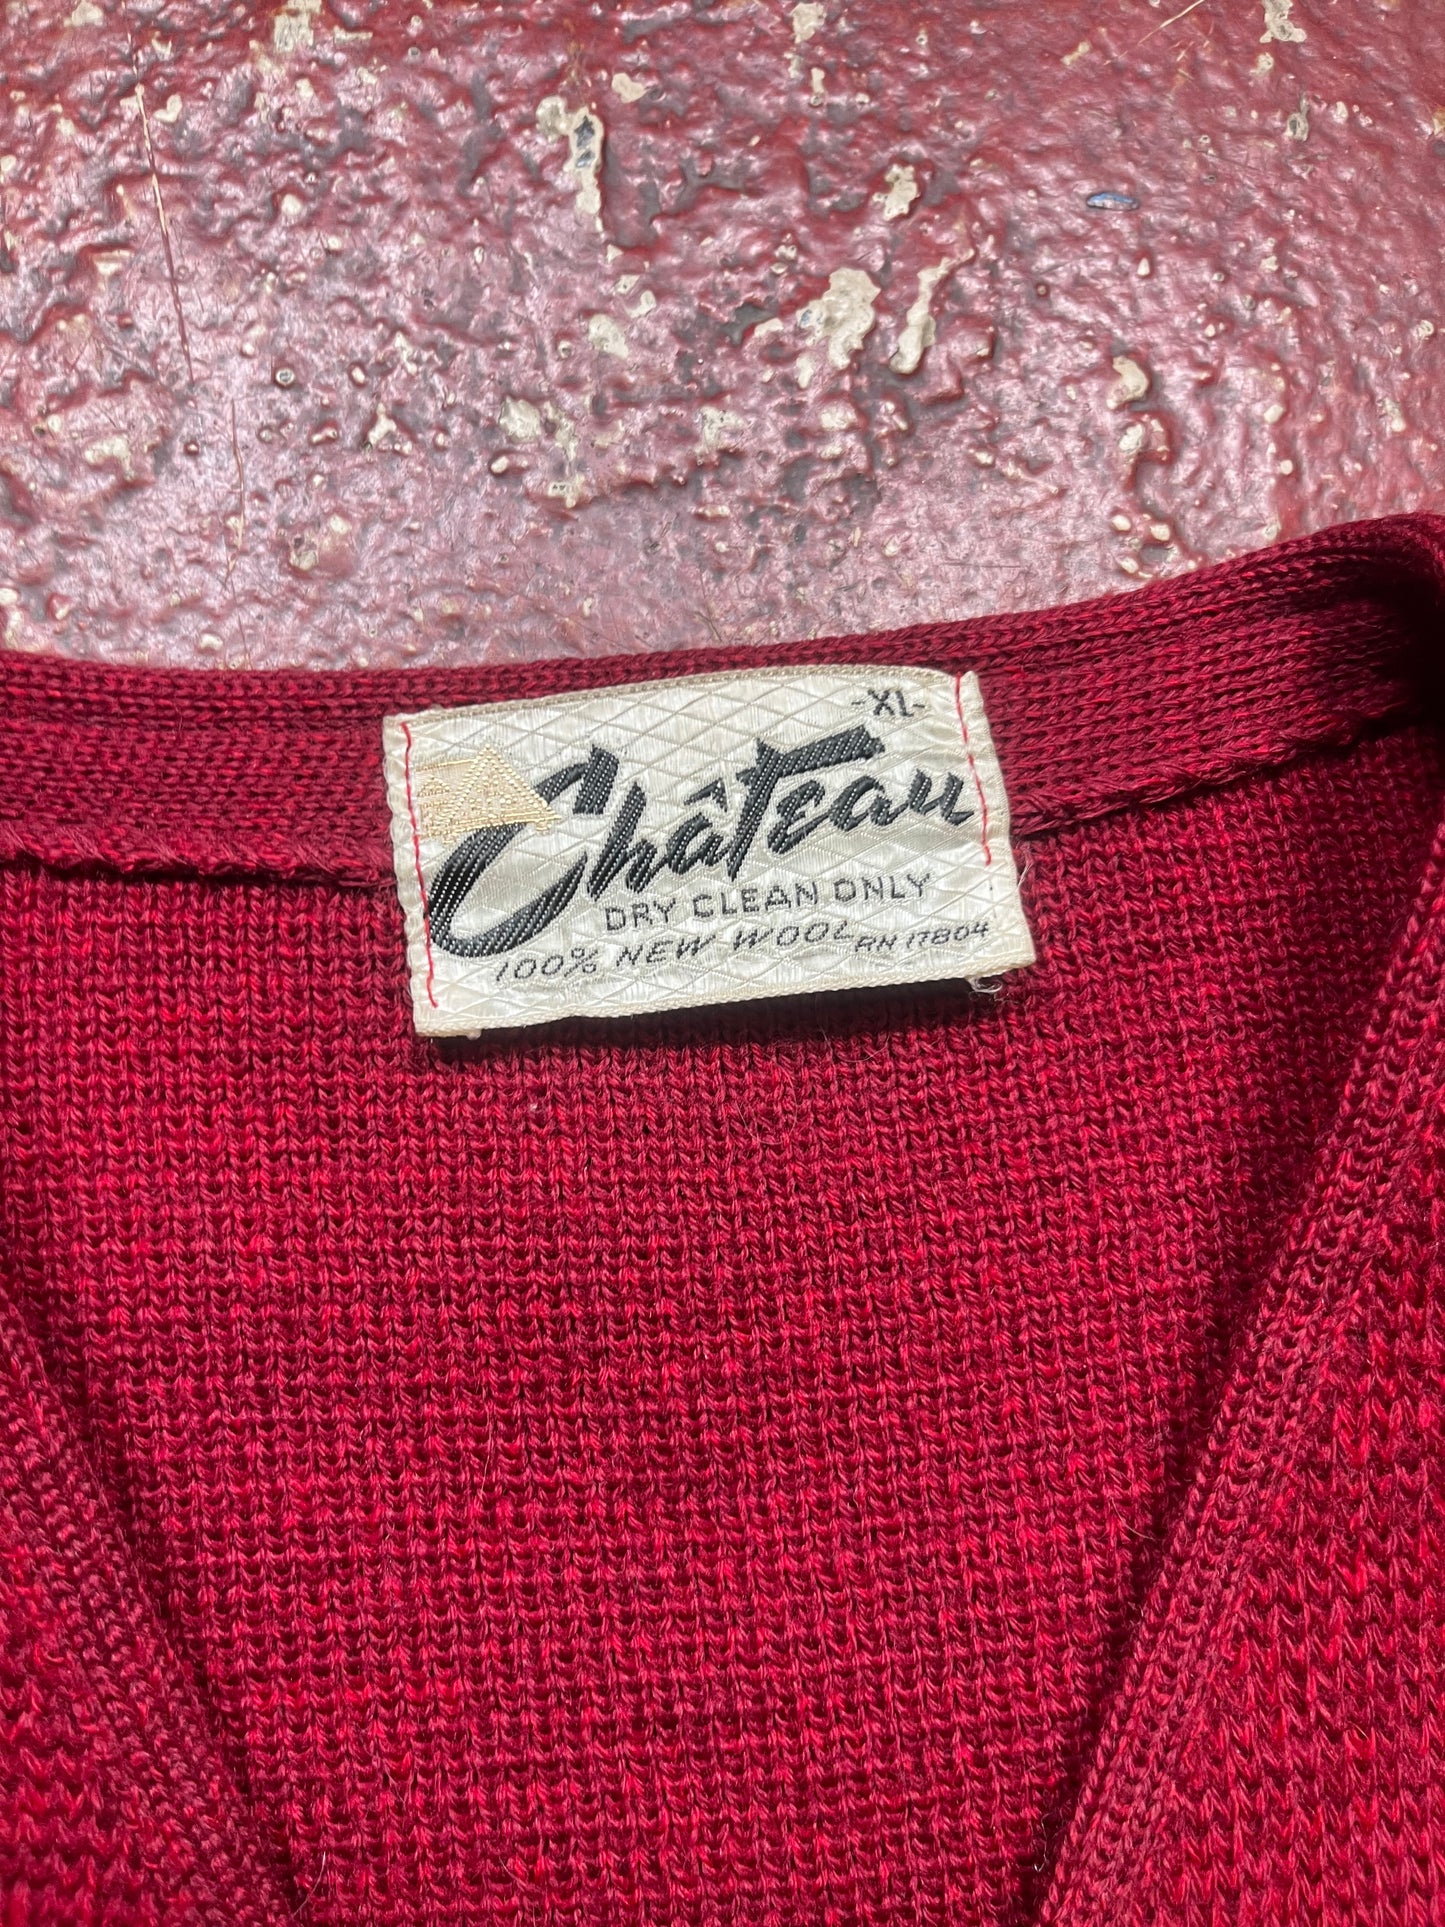 -XL-
Château
DRY CLEAN ONLY
100% NEW WOOL RN 17804